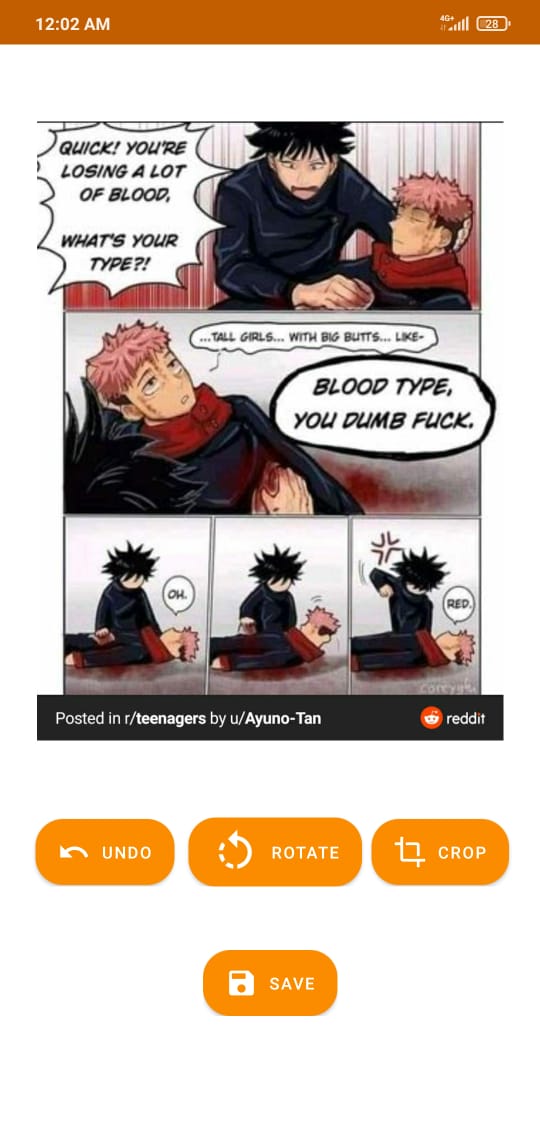 12:02 AM
4G+
28
QUICK! YOU'RE
LOSING A LOT
OF BLOOD,
WHAT'S YOUR
TYPE?!
...TALL GIRLS... WITH BIG BUTTS... LIKE-
BLOOD TYPE,
YOU DUMB FUCK.
OH.
RED.
Posted in r/teenagers by u/Ayuno-Tan
reddit
UNDO
ROTATE
CROP
SAVE